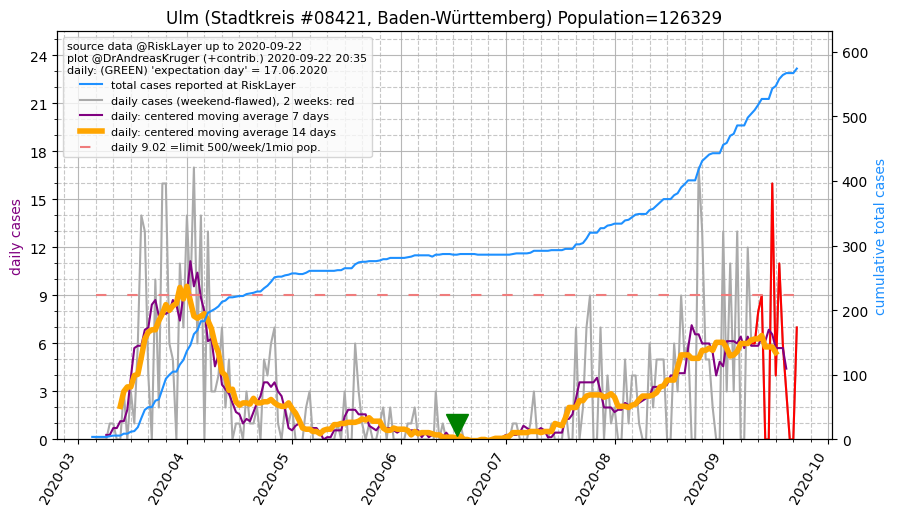 Ulm (Stadtkreis #08421, Baden-Württemberg) Population=126329
source data @RiskLayer up to 2020-09-22
plot @DrAndreasKruger (+contrib.) 2020-09-22 20:35
daily: (GREEN) 'expectation day' = 17.06.2020
total cases reported at RiskLayer
daily cases (weekend-flawed), 2 weeks: red
daily: centered moving average 7 days
daily: centered moving average 14 days
daily 9.02 =limit 500/week/1mio pop.
daily cases
24
21
18
15
12
9
6
3
0
cumulative total cases
600
500
400
300
200
100
0
2020-03
2020-04
2020-05
2020-06
2020-07
2020-08
2020-09
2020-10